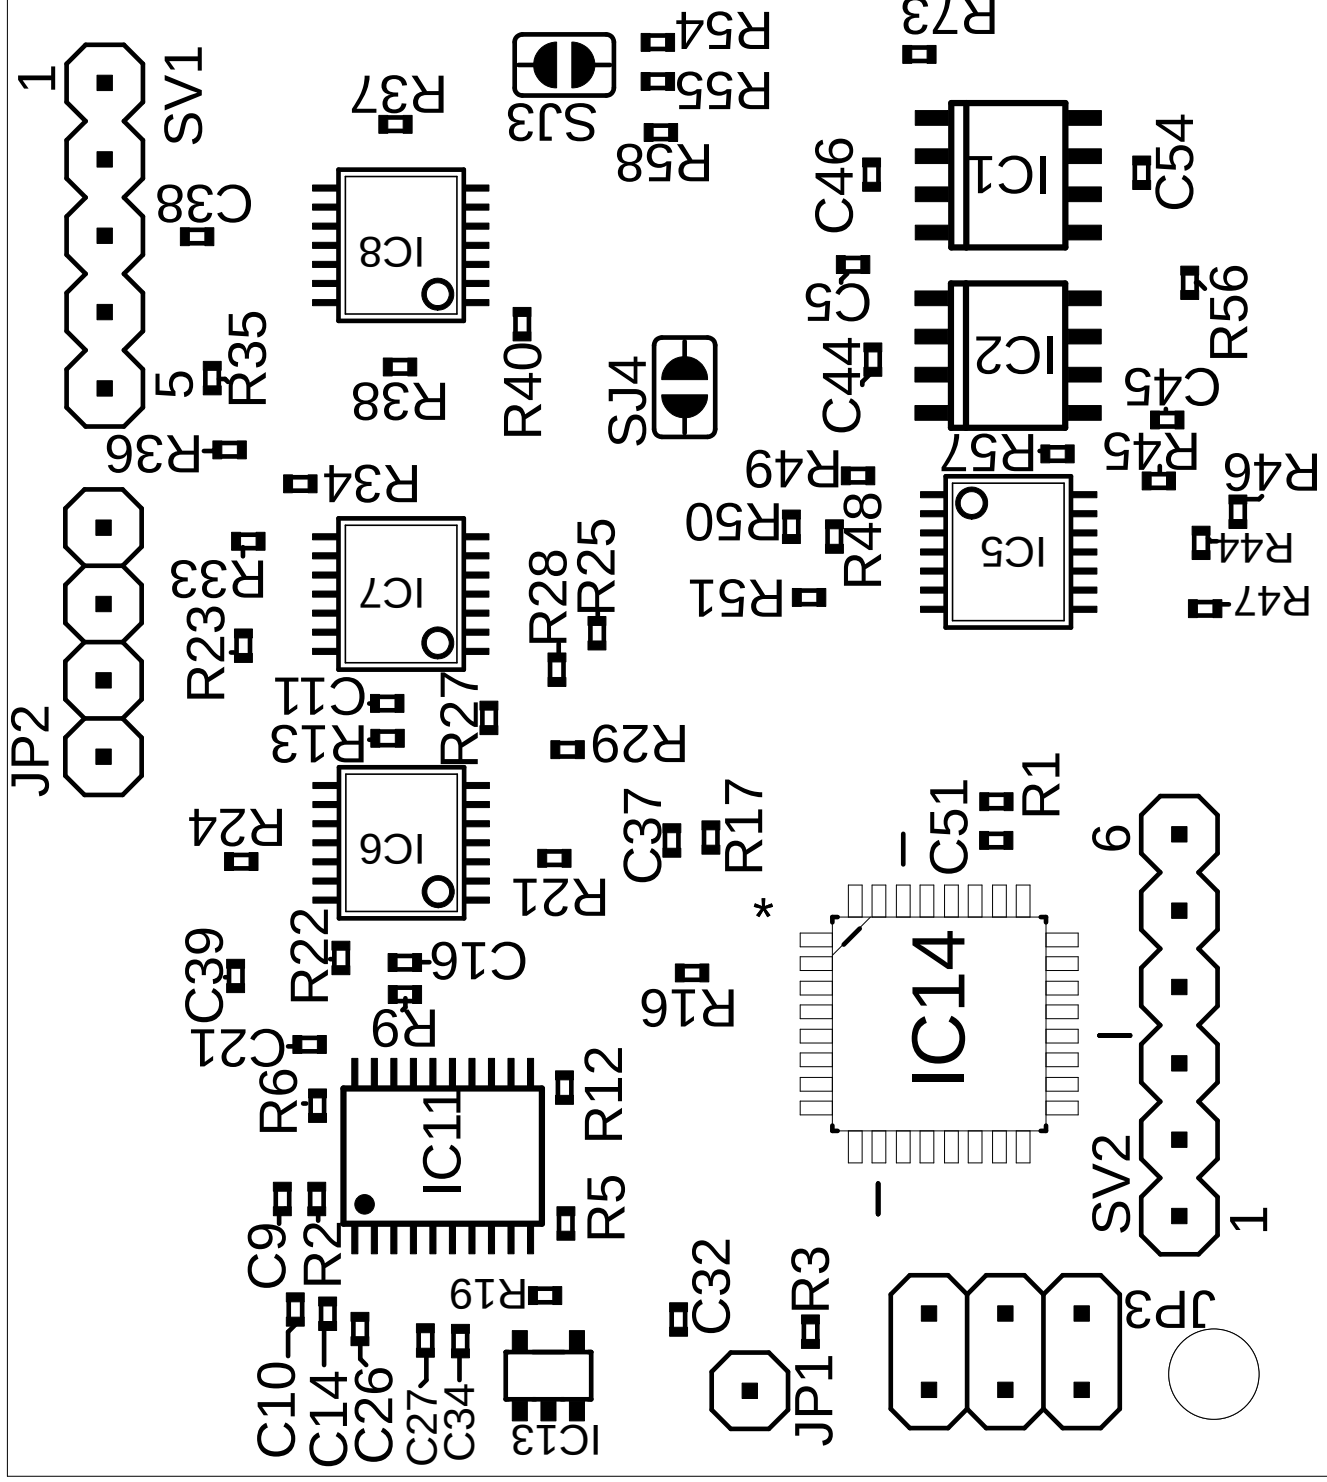 R73
R54
1
SV1
R37
SJ3
R55
R58
C46
IC1
C54
C38
IC8
C5
R56
R35
5
R38
R40
SJ4
C44
IC2
C45
R36
R34
R49
R57
R45
R46
R50
R48
IC5
R44
R33
IC7
R28
R25
R51
R47
R23
C11
R27
JP2
R13
R29
R24
IC6
C37
R17
C51
R1
6
R21
*
C39
R22
C16
R16
IC14
R9
C21
R6
IC11
R12
SV2
C9
R2
R5
1
R19
C32
R3
JP3
C10
C14
C26
C27
C34
IC13
JP1